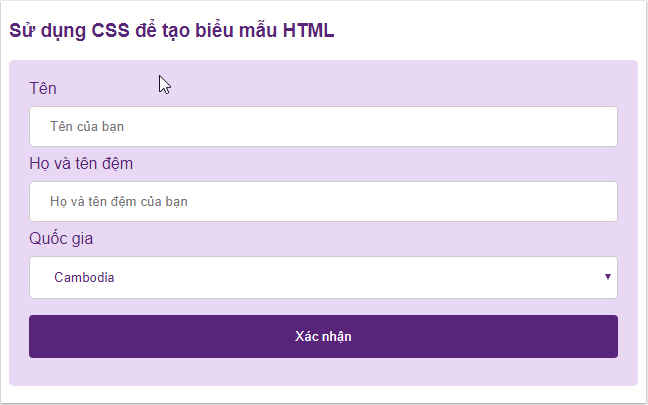 Sử dụng CSS để tạo biểu mẫu HTML
Tên
Tên của bạn
Họ và tên đệm
Họ và tên đệm của bạn
Quốc gia
Cambodia
Xác nhận